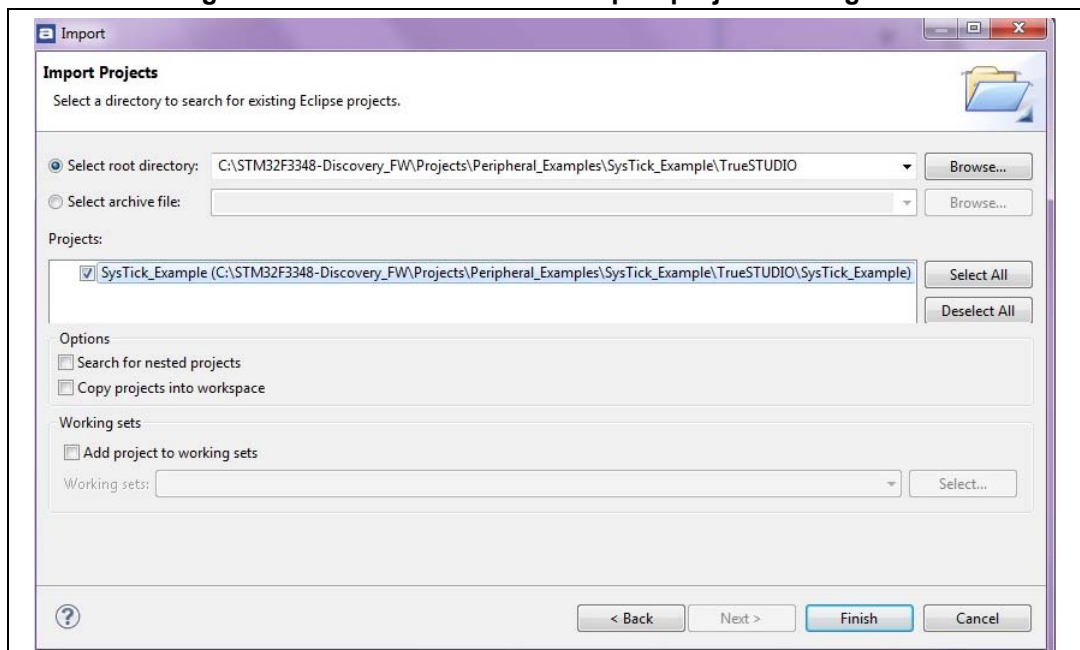 Import
Import Projects
Select a directory to search for existing Eclipse projects.
Select root directory: C:\STM32F3348-Discovery_FW\Projects\Peripheral_Examples\SysTick_Example\TrueSTUDIO Browse...
Select archive file: Browse...
Projects:
SysTick_Example (C:\STM32F3348-Discovery_FW\Projects\Peripheral_Examples\SysTick_Example\TrueSTUDIO\SysTick_Example) Select All
Deselect All
Options
Search for nested projects
Copy projects into workspace
Working sets
Add project to working sets
Working sets: Select...
? < Back Next > Finish Cancel